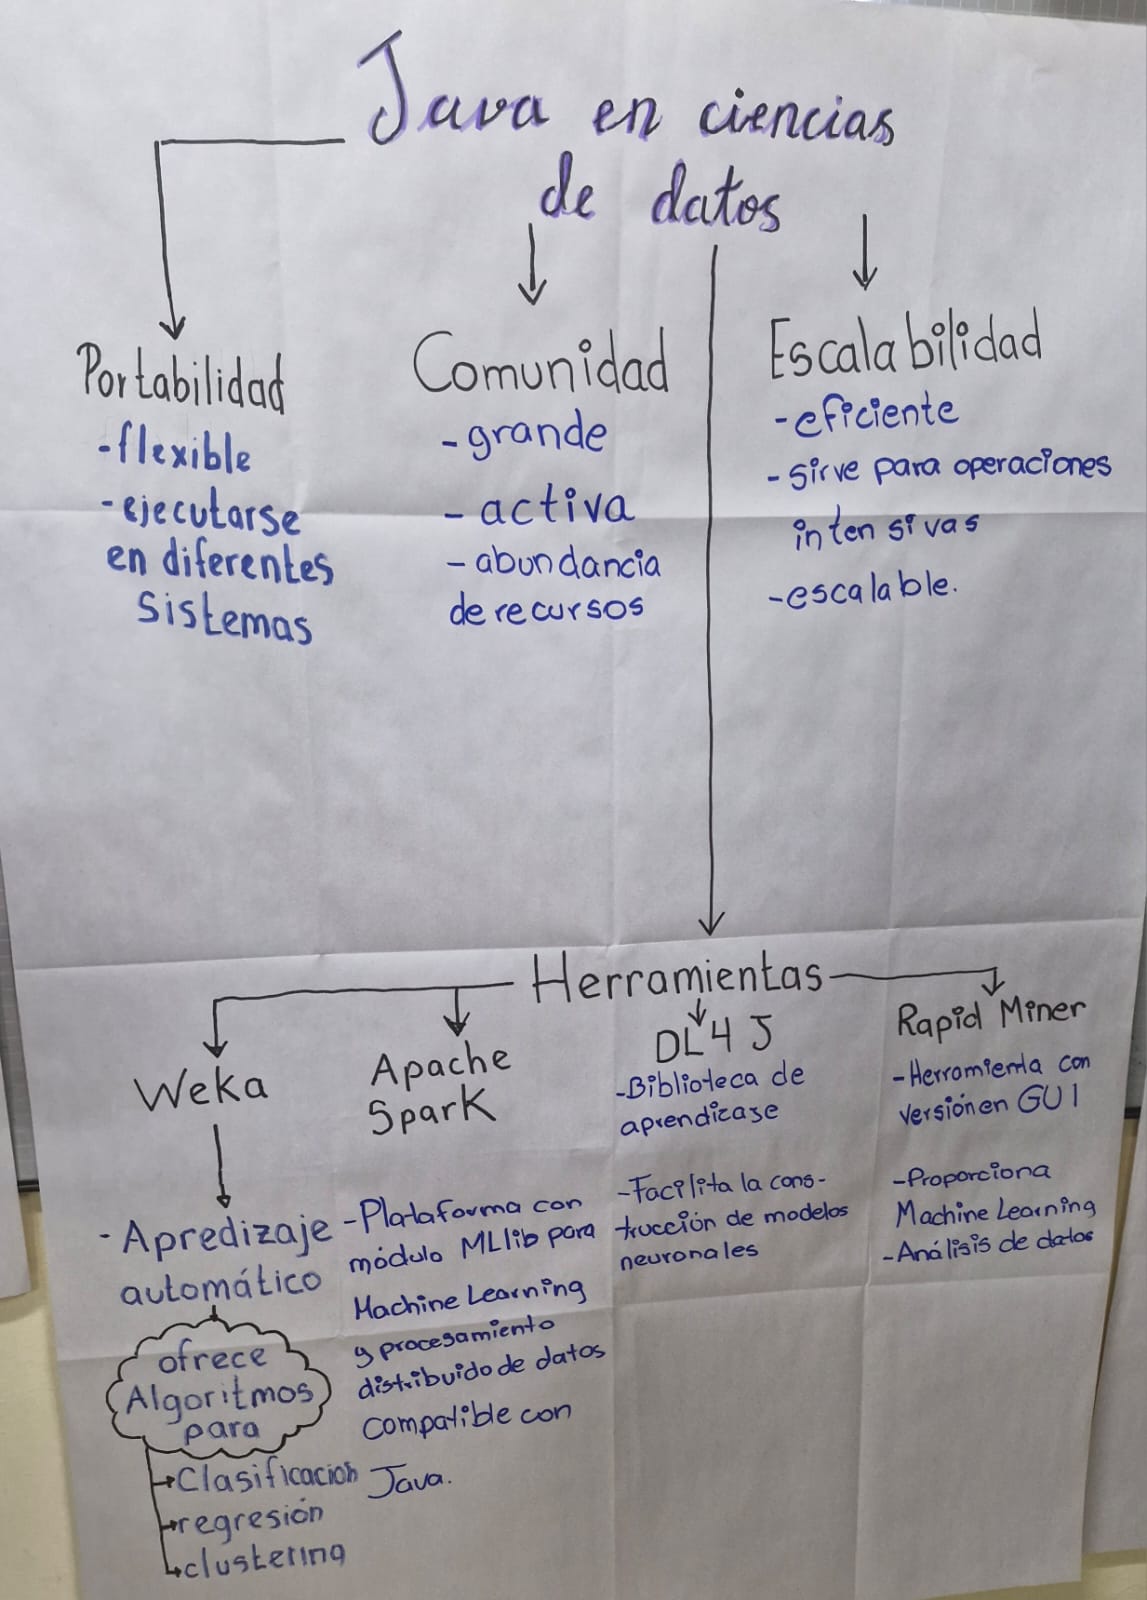 Java en ciencias
de datos
Portabilidad
-flexible
-ejecutarse
en diferentes
sistemas
Comunidad
-grande
- activa
- abundancia
de recursos
Escalabilidad
-eficiente
- sirve para operaciones
intensivas
-escalable.
Herramientas
Weka
- Apredizaje
automático
ofrece
Algoritmos
para
Clasificación
regresión
clustering
Apache
Spark
-Plataforma con
módulo MLlib para
Machine Learning
y procesamiento
distribuido de datos
compatible con
Java.
DL4J
-Biblioteca de
aprendizaje
-Facilita la cons-
trucción de modelos
neuronales
Rapid Miner
-Herramienta con
versión en GUI
-Proporciona
Machine Learning
-Análisis de datos